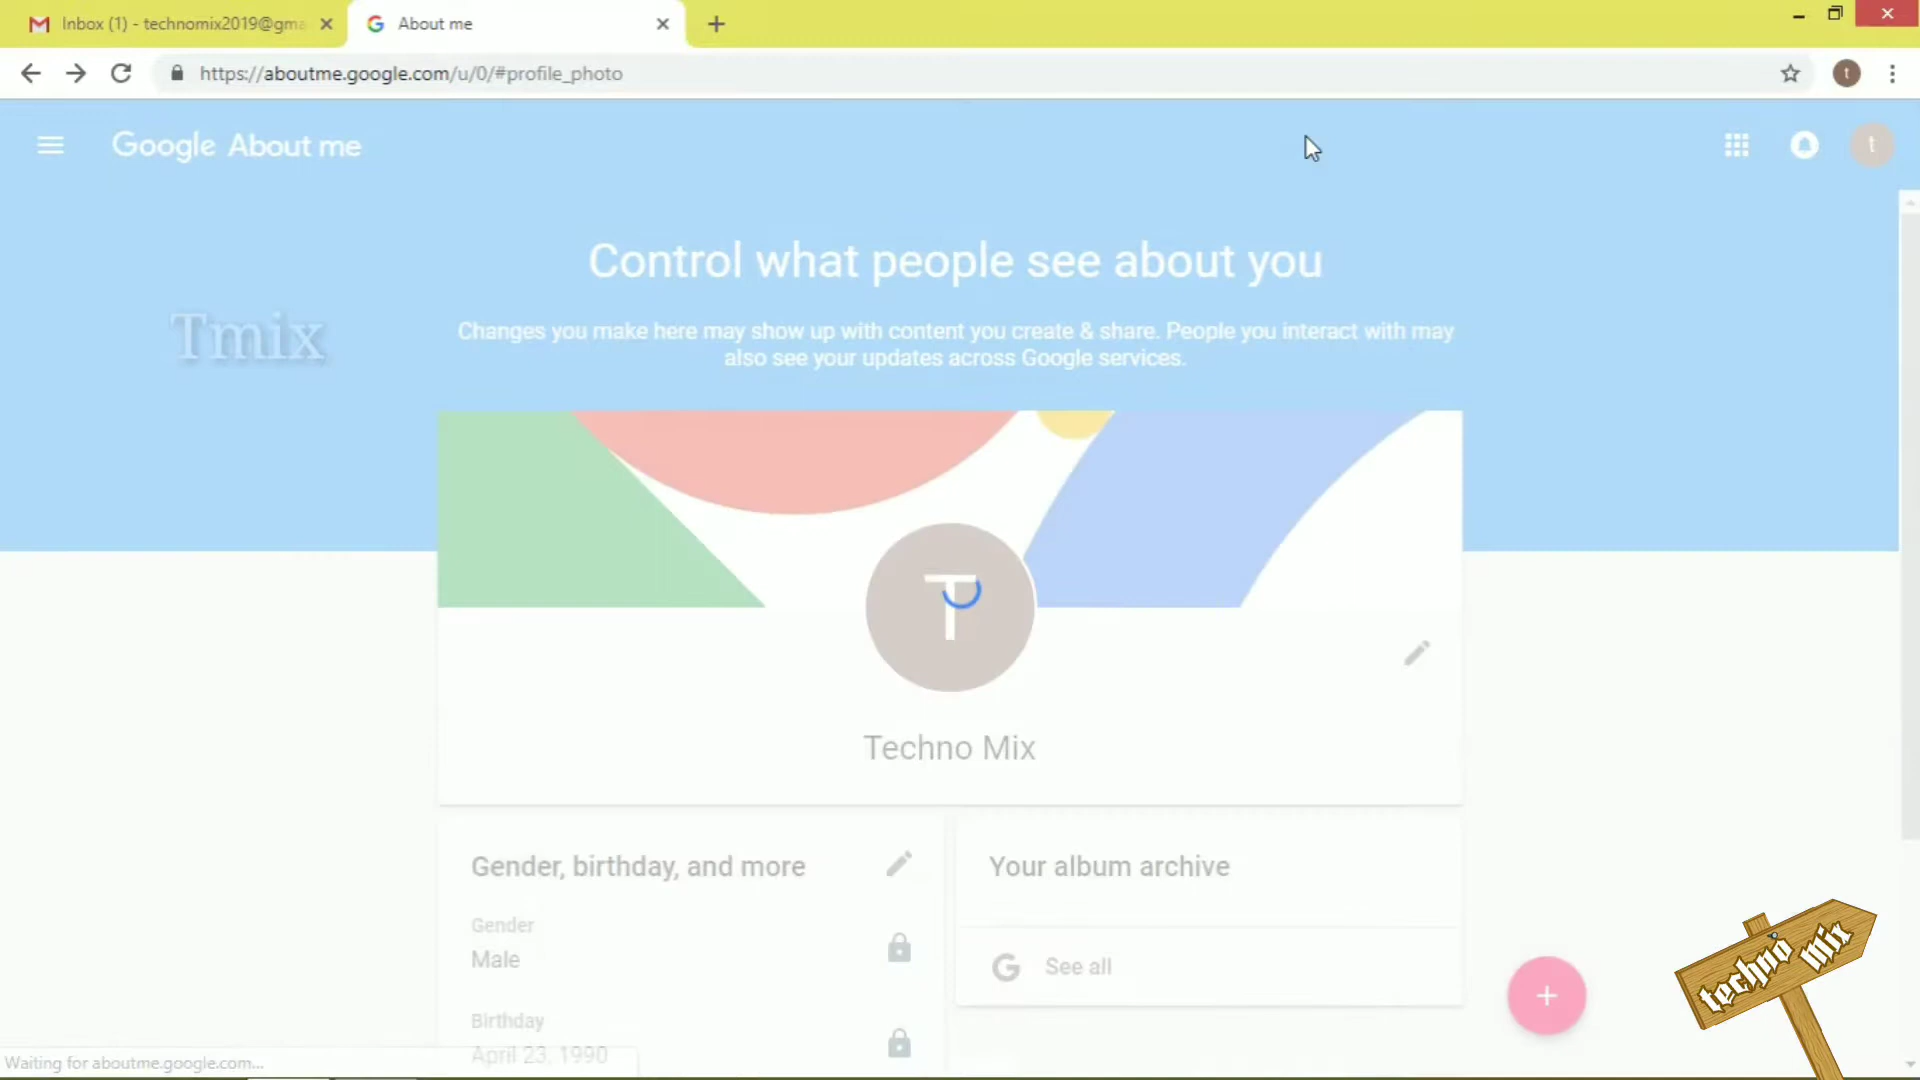 Inbox (1) - technomix2019@gma
About me
https://aboutme.google.com/u/0/#profile_photo
t
Google About me
t
Control what people see about you
Tmix
Changes you make here may show up with content you create & share. People you interact with may
also see your updates across Google services.
T
Techno Mix
Gender, birthday, and more
Your album archive
Gender
Male
G See all
techno mix
Birthday
April 23, 1990
Waiting for aboutme.google.com...